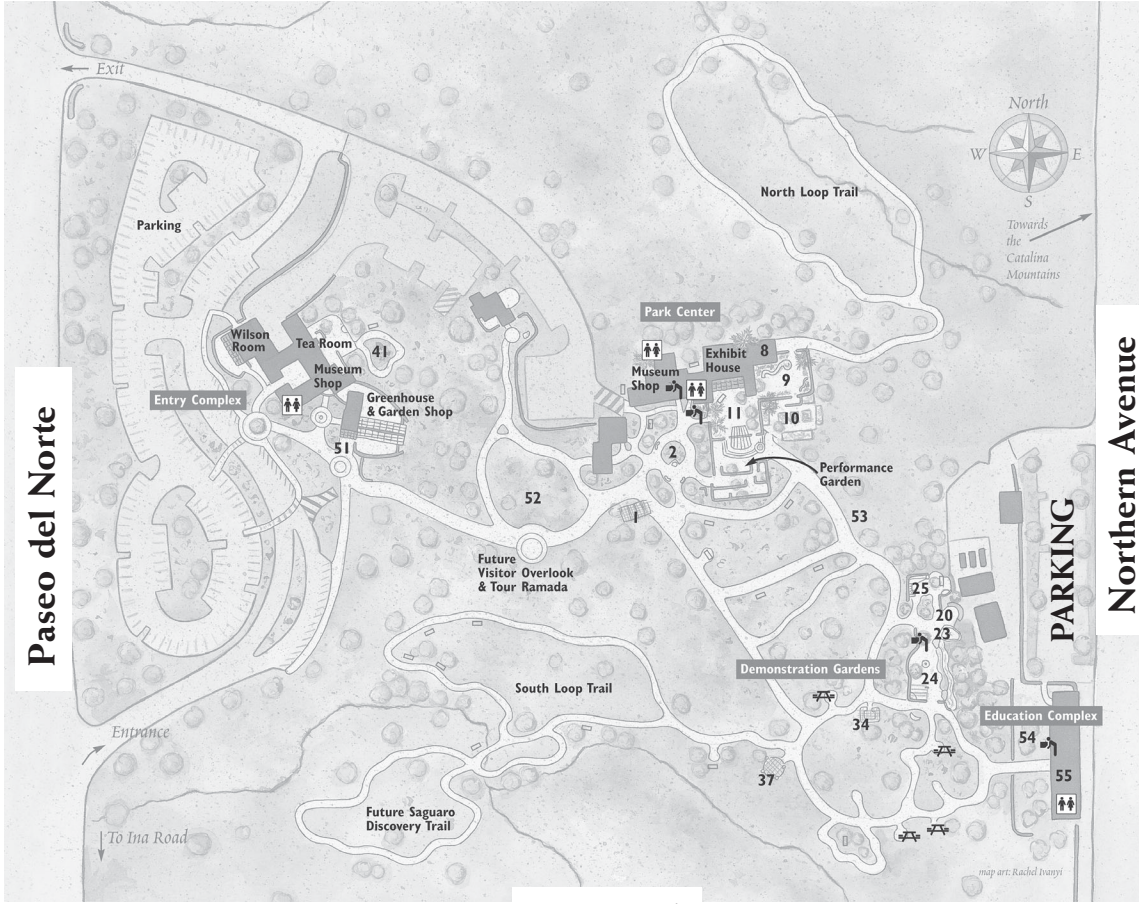 Exit
North
W
E
S
Towards
the
Catalina
Mountains
North Loop Trail
Parking
Park Center
Wilson
Room
Tea Room
41
Museum
Shop
Entry Complex
Greenhouse
& Garden Shop
51
Museum
Shop
Exhibit
House
8
9
10
11
2
Performance
Garden
52
1
53
Future
Visitor Overlook
& Tour Ramada
25
20
23
24
Demonstration Gardens
South Loop Trail
34
37
Education Complex
54
55
Entrance
Future Saguaro
Discovery Trail
To Ina Road
map art: Rachel Ivanyi
Paseo del Norte
PARKING
Northern Avenue